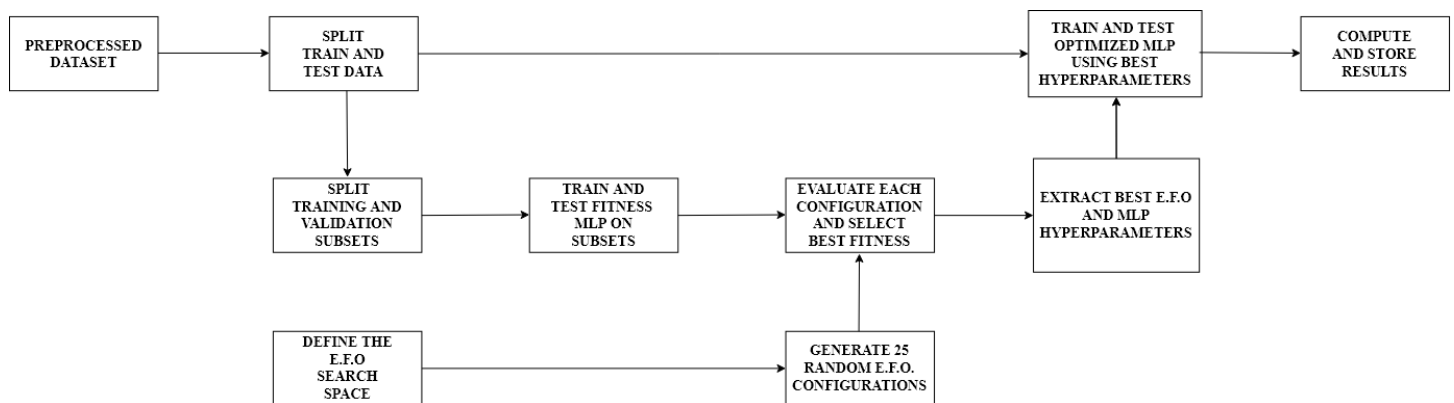 PREPROCESSED
DATASET
SPLIT
TRAIN AND
TEST DATA
TRAIN AND TEST
OPTIMIZED MLP
USING BEST
HYPERPARAMETERS
COMPUTE
AND STORE
RESULTS
SPLIT
TRAINING AND
VALIDATION
SUBSETS
TRAIN AND
TEST FITNESS
MLP ON
SUBSETS
EVALUATE EACH
CONFIGURATION
AND SELECT
BEST FITNESS
EXTRACT BEST E.F.O
AND MLP
HYPERPARAMETERS
DEFINE THE
E.F.O
SEARCH
SPACE
GENERATE 25
RANDOM E.F.O.
CONFIGURATIONS